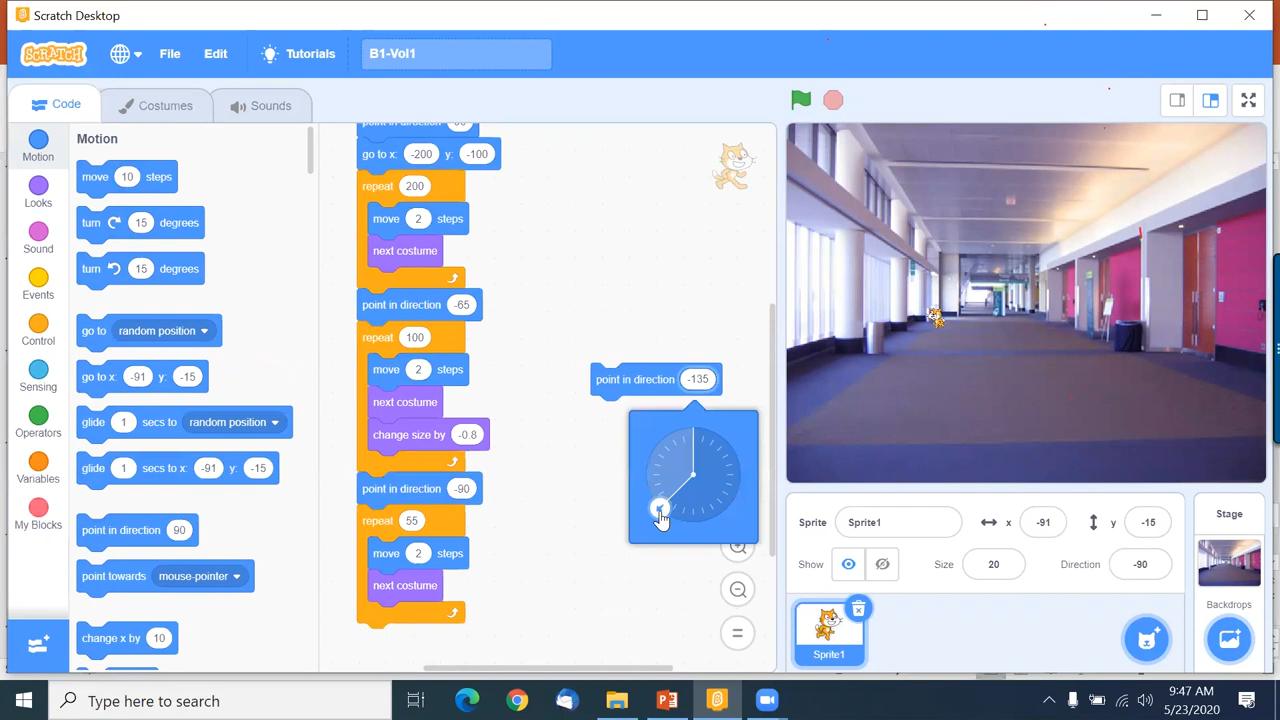 Scratch Desktop
SCRATCH
File
Edit
Tutorials
B1-Vol1
Code
Costumes
Sounds
Motion
Looks
Sound
Events
Control
Sensing
Operators
Variables
My Blocks
Motion
move 10 steps
turn 15 degrees
turn 15 degrees
go to random position
go to x: -91 y: -15
glide 1 secs to random position
glide 1 secs to x: -91 y: -15
point in direction 90
point towards mouse-pointer
change x by 10
point in direction
go to x: -200 y: -100
repeat 200
move 2 steps
next costume
point in direction -65
repeat 100
move 2 steps
next costume
change size by -0.8
point in direction -90
repeat 55
move 2 steps
next costume
point in direction -135
Sprite Sprite1 x -91 y -15
Show Size 20 Direction -90
Sprite1
Stage
Backdrops
Type here to search
9:47 AM
5/23/2020